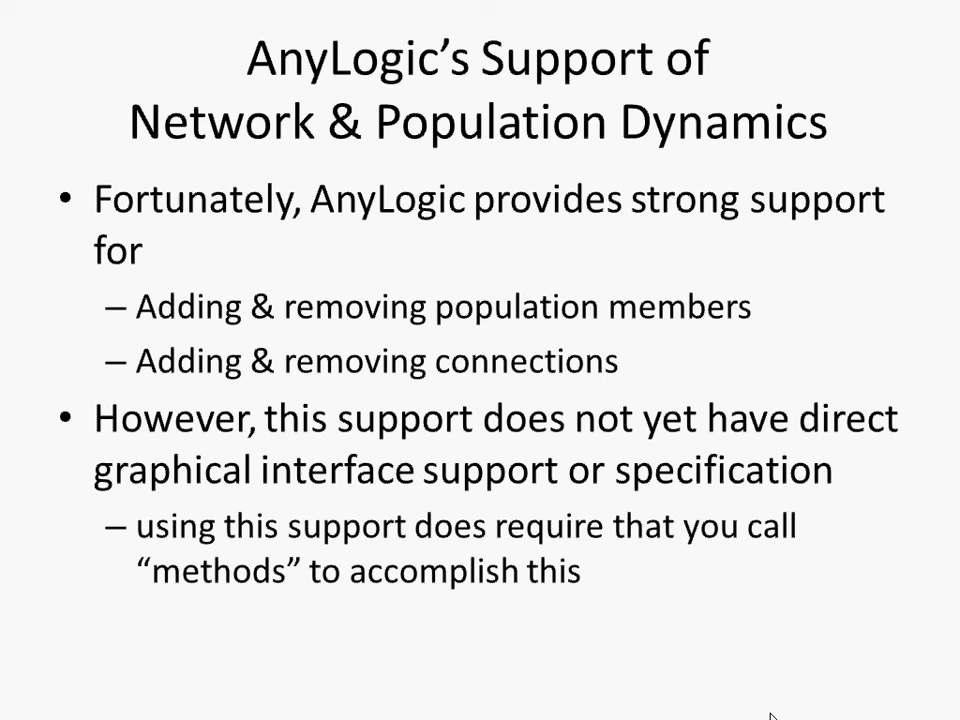 AnyLogic’s Support of
Network & Population Dynamics
• Fortunately, AnyLogic provides strong support
for
– Adding & removing population members
– Adding & removing connections
• However, this support does not yet have direct
graphical interface support or specification
– using this support does require that you call
“methods” to accomplish this